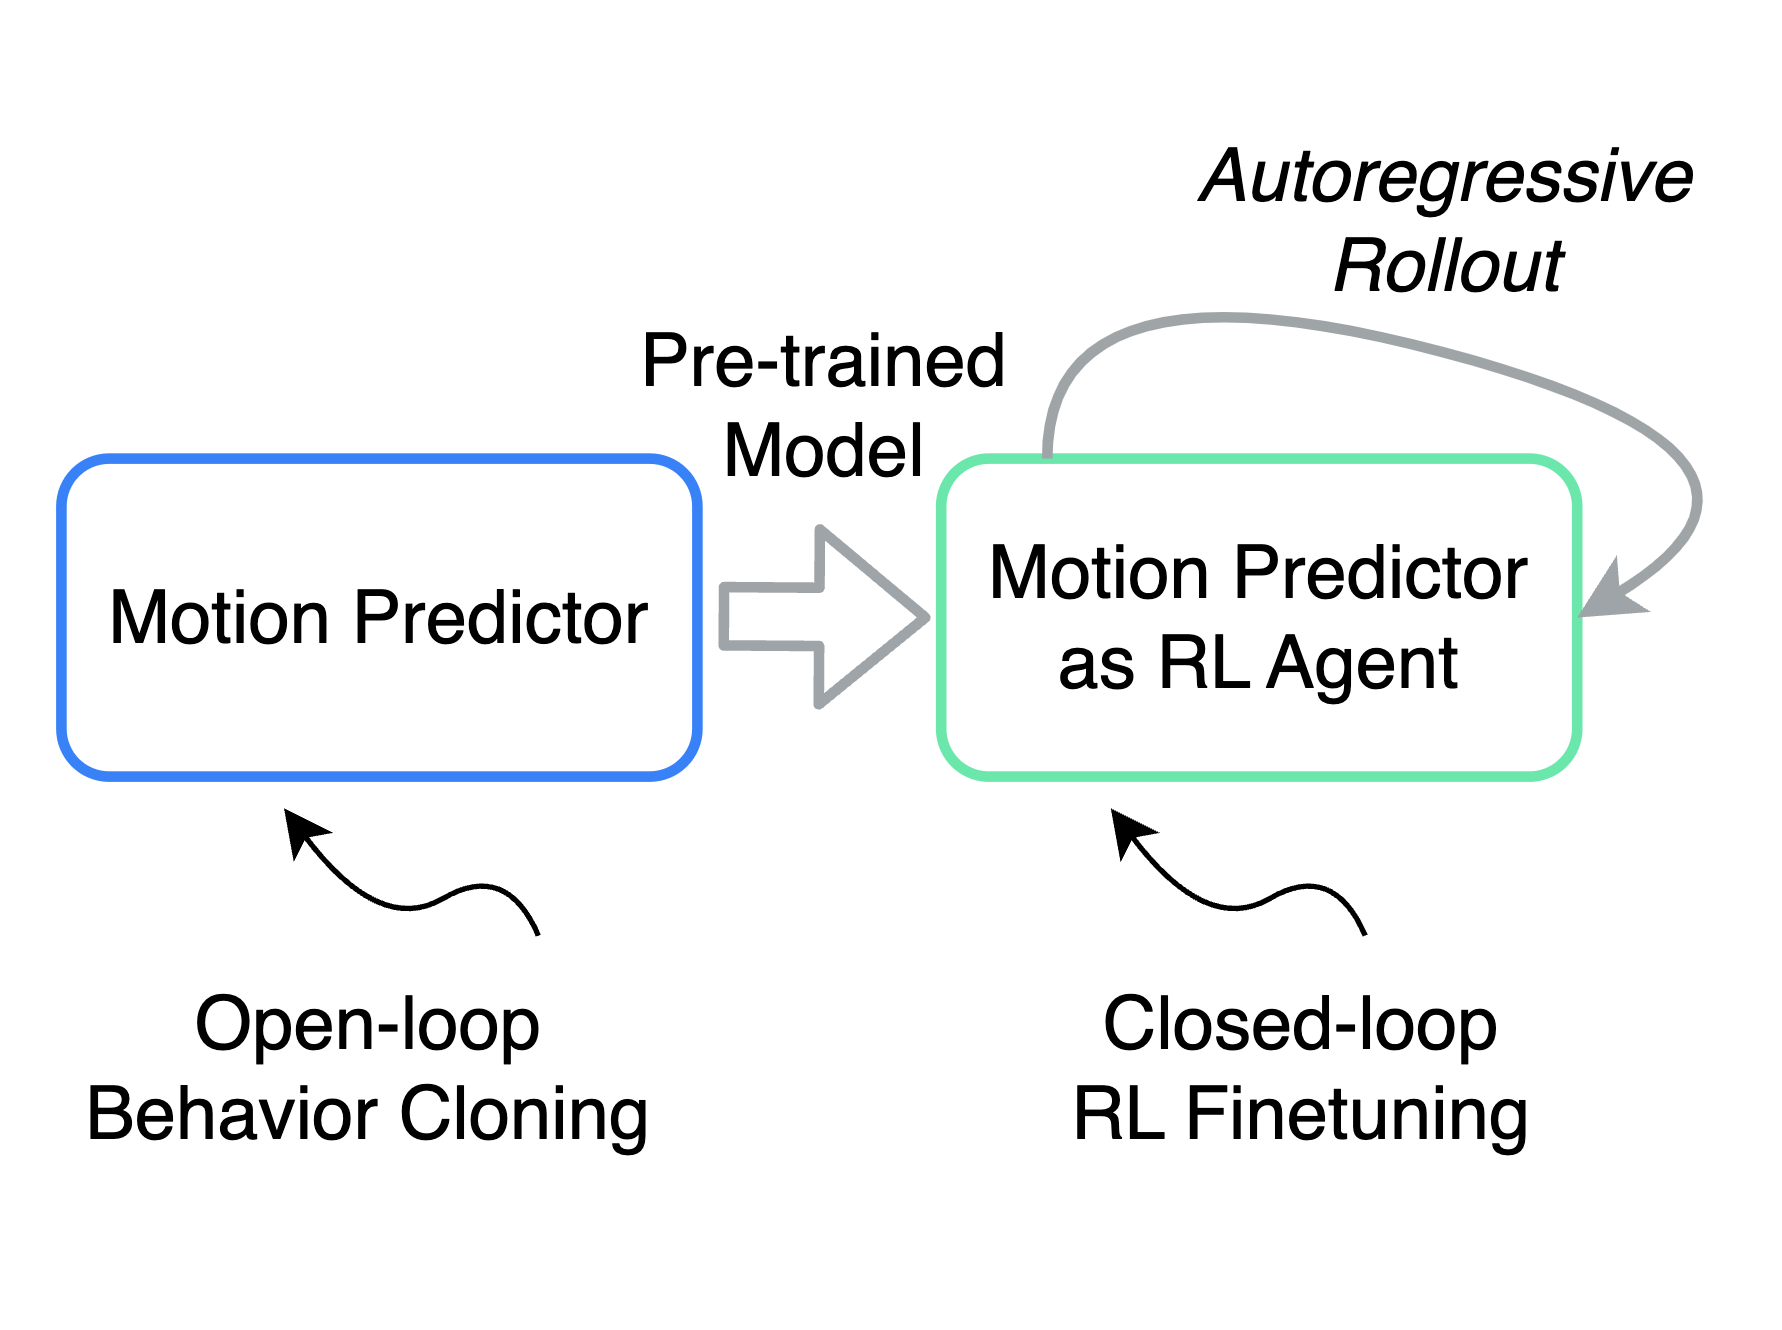 Autoregressive
Rollout
Pre-trained
Model
Motion Predictor
Motion Predictor
as RL Agent
Open-loop
Behavior Cloning
Closed-loop
RL Finetuning